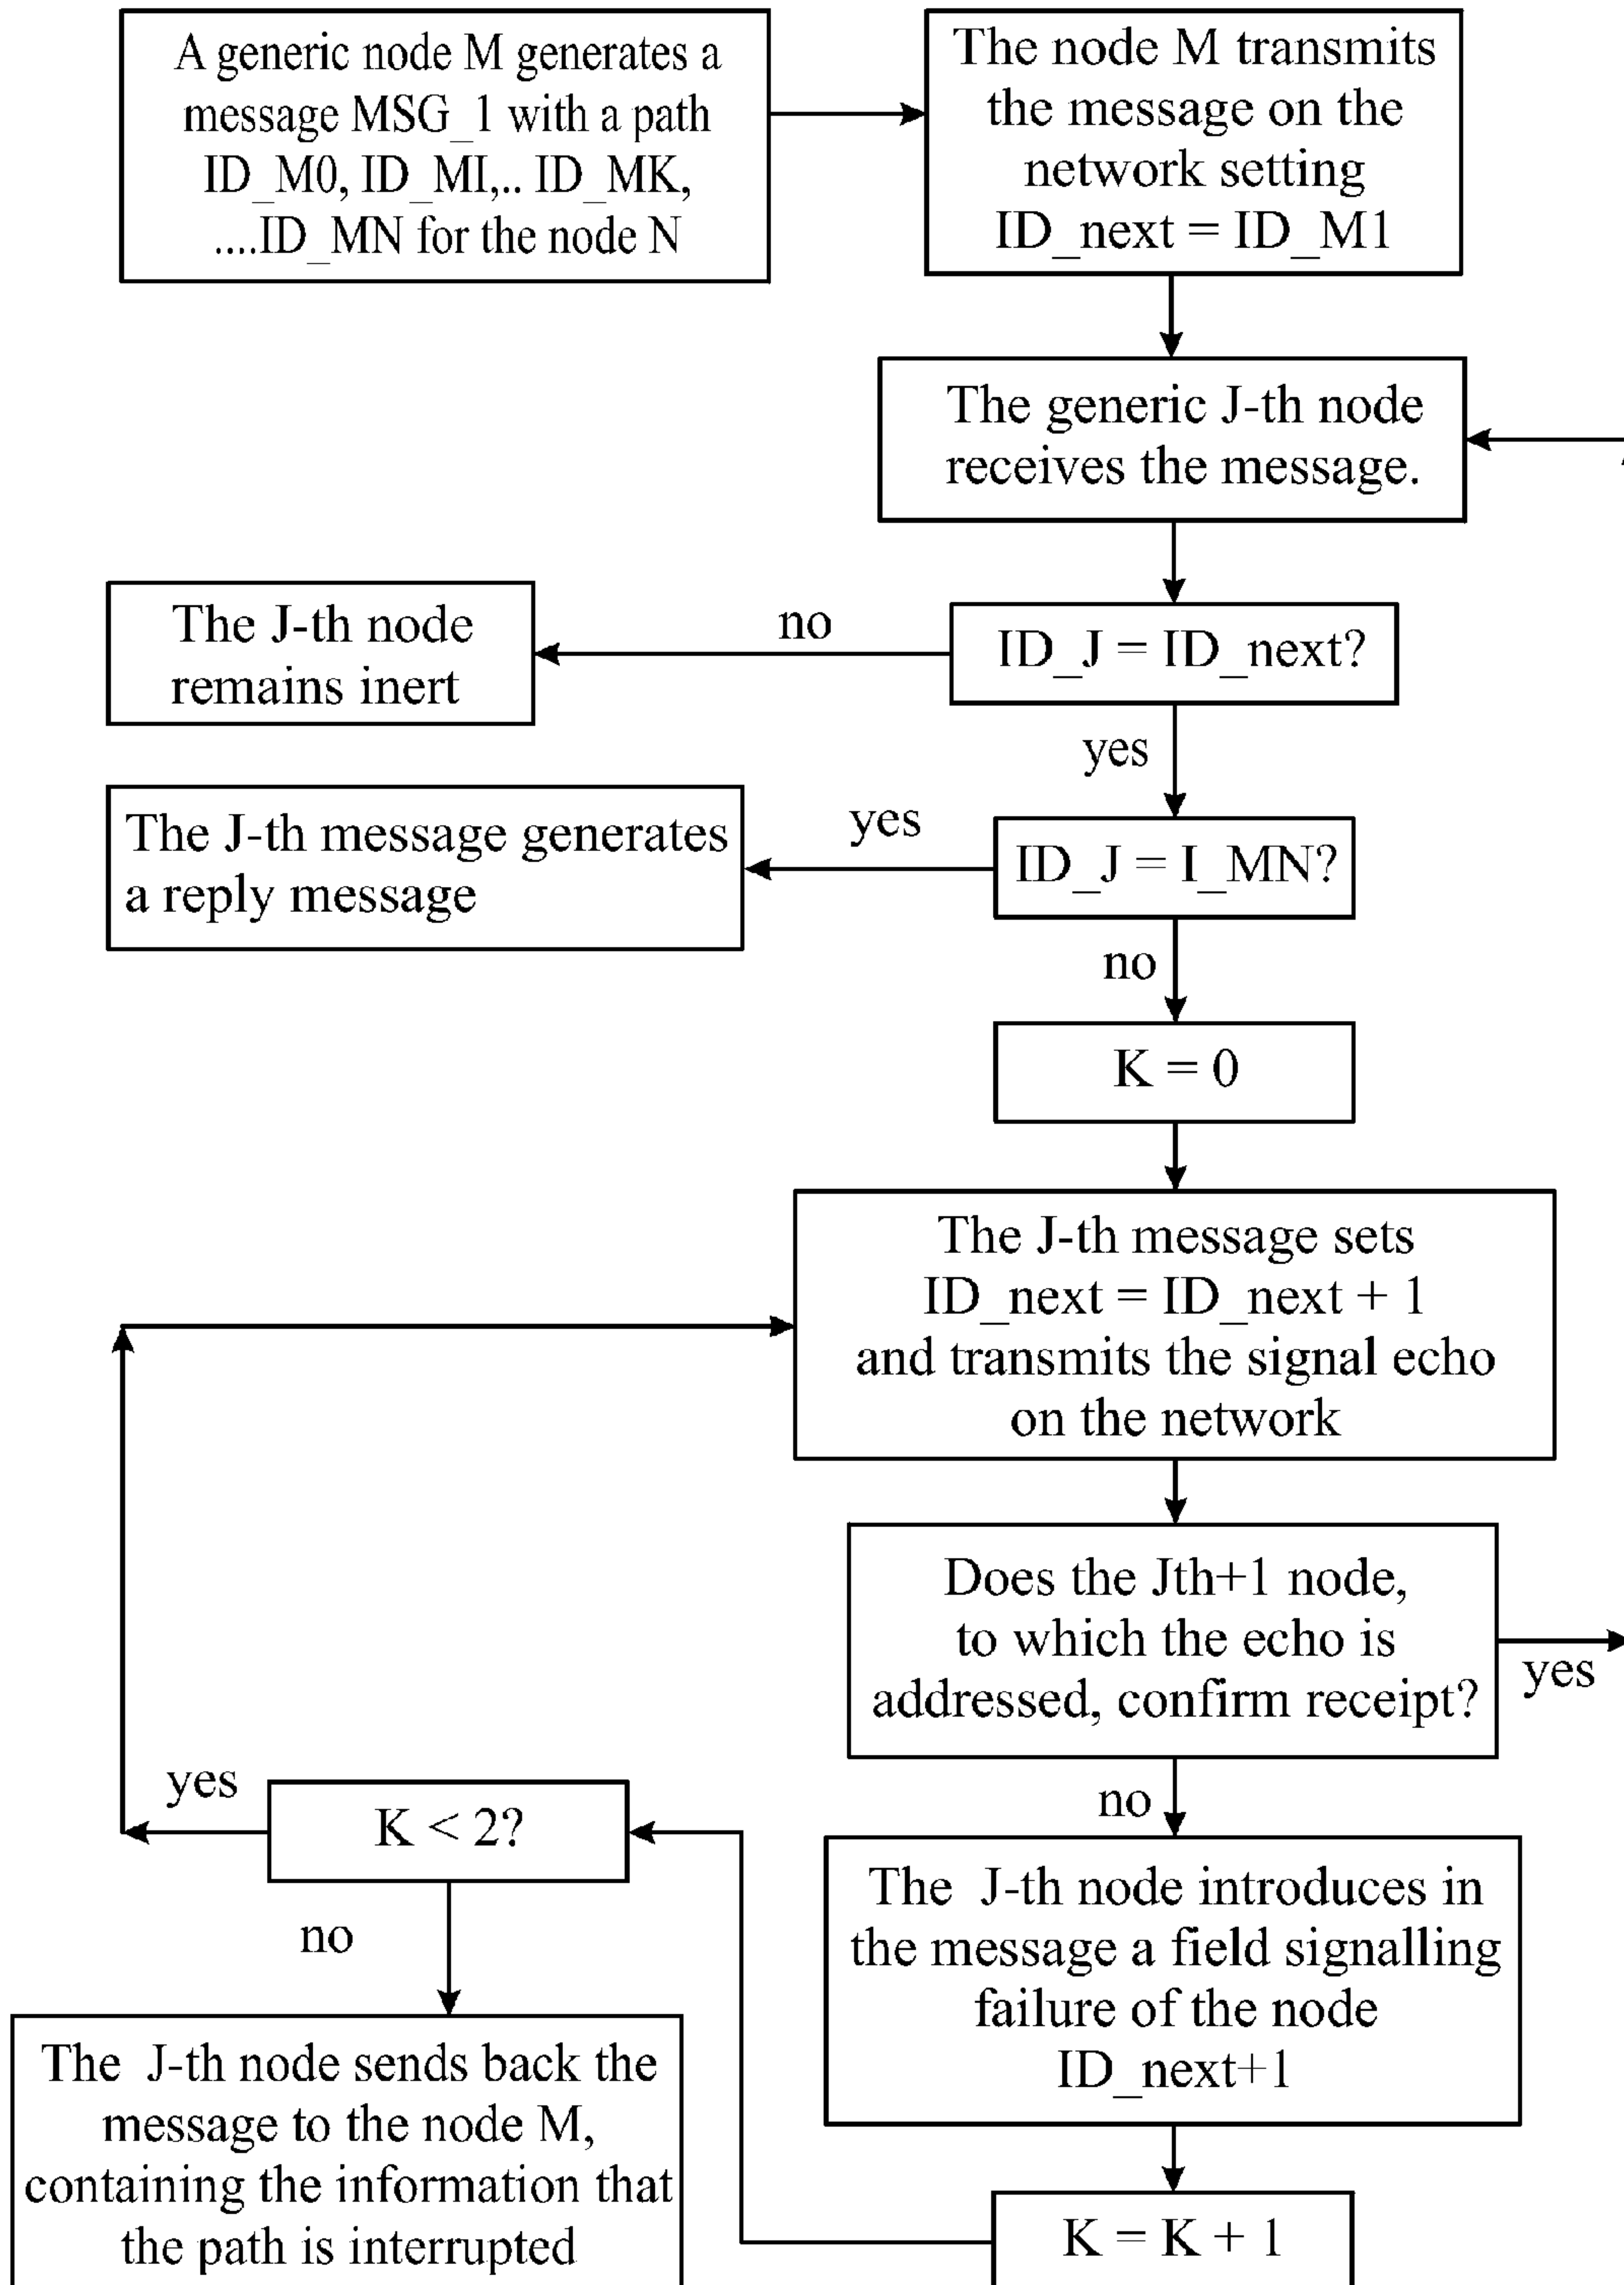 A generic node M generates a
message MSG_1 with a path
ID_M0, ID_MI,.. ID_MK,
....ID_MN for the node N
The node M transmits
the message on the
network setting
ID_next = ID_M1
The generic J-th node
receives the message.
ID_J = ID_next?
no
The J-th node
remains inert
yes
ID_J = I_MN?
yes
The J-th message generates
a reply message
no
K = 0
The J-th message sets
ID_next = ID_next + 1
and transmits the signal echo
on the network
Does the Jth+1 node,
to which the echo is
addressed, confirm receipt?
yes
no
The J-th node introduces in
the message a field signalling
failure of the node
ID_next+1
K = K + 1
K < 2?
yes
no
The J-th node sends back the
message to the node M,
containing the information that
the path is interrupted